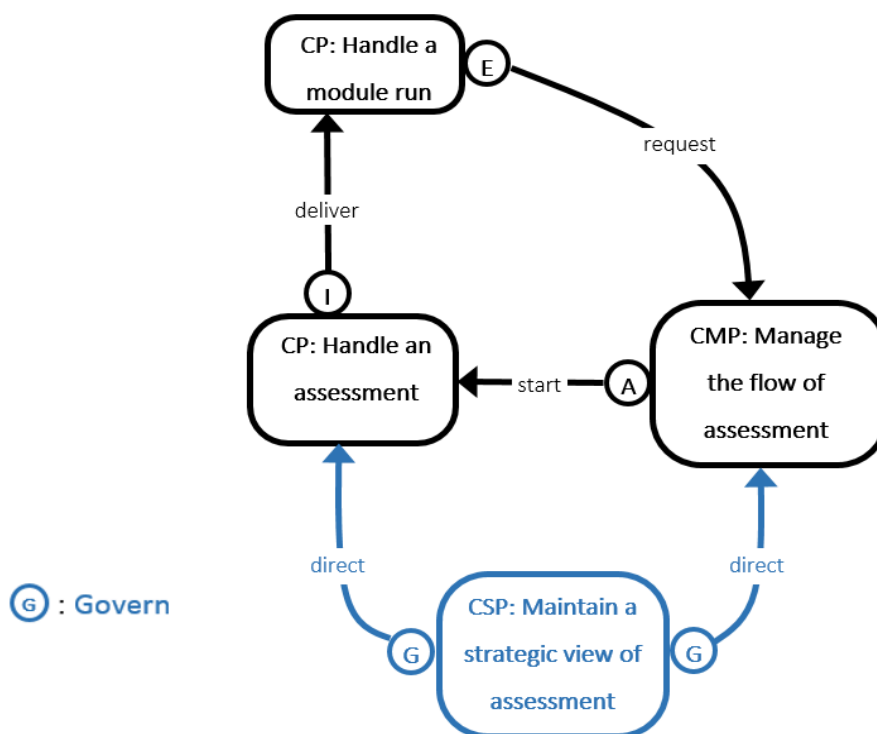 CP: Handle a
module run
E
request
deliver
I
CP: Handle an
assessment
start
A
CMP: Manage
the flow of
assessment
direct
direct
G : Govern
CSP: Maintain a
strategic view of
assessment
G
G